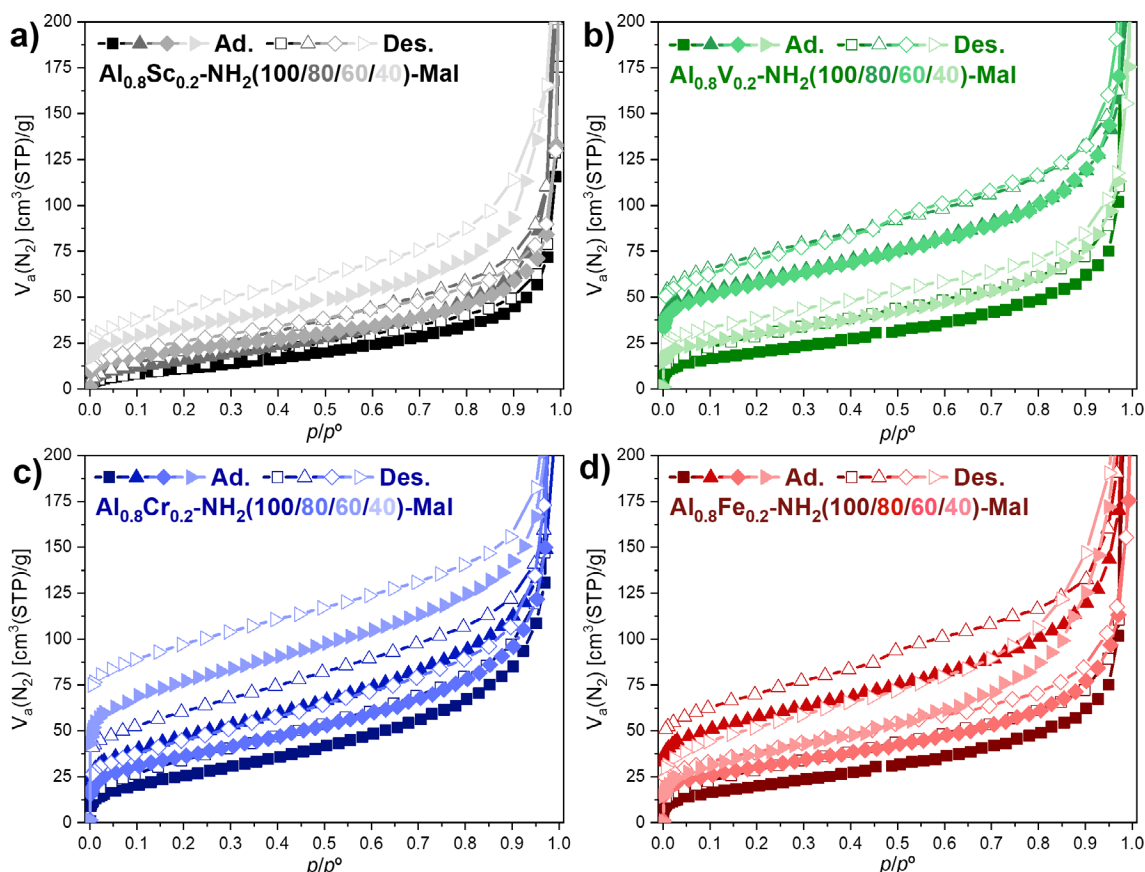 a)
Ad. Des.
Al0.8Sc0.2-NH2(100/80/60/40)-Mal
Va(N2) [cm3(STP)/g]
200
175
150
125
100
75
50
25
0
0.0 0.1 0.2 0.3 0.4 0.5 0.6 0.7 0.8 0.9 1.0
p/pº
b)
Ad. Des.
Al0.8V0.2-NH2(100/80/60/40)-Mal
Va(N2) [cm3(STP)/g]
200
175
150
125
100
75
50
25
0
0.0 0.1 0.2 0.3 0.4 0.5 0.6 0.7 0.8 0.9 1.0
p/pº
c)
Ad. Des.
Al0.8Cr0.2-NH2(100/80/60/40)-Mal
Va(N2) [cm3(STP)/g]
200
175
150
125
100
75
50
25
0
0.0 0.1 0.2 0.3 0.4 0.5 0.6 0.7 0.8 0.9 1.0
p/pº
d)
Ad. Des.
Al0.8Fe0.2-NH2(100/80/60/40)-Mal
Va(N2) [cm3(STP)/g]
200
175
150
125
100
75
50
25
0
0.0 0.1 0.2 0.3 0.4 0.5 0.6 0.7 0.8 0.9 1.0
p/pº